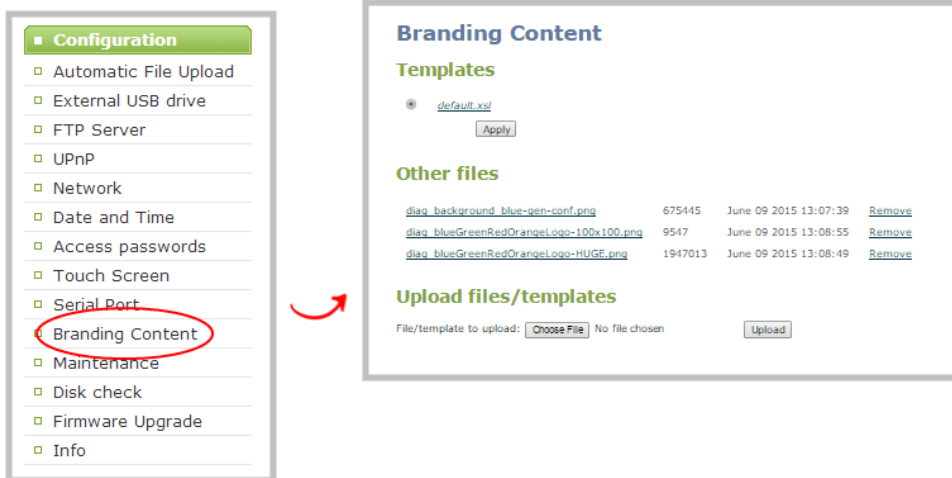 Configuration
Automatic File Upload
External USB drive
FTP Server
UPnP
Network
Date and Time
Access passwords
Touch Screen
Serial Port
Branding Content
Maintenance
Disk check
Firmware Upgrade
Info
Branding Content
Templates
default.xsl
Apply
Other files
diag_background_blue-gen-conf.png 675445 June 09 2015 13:07:39 Remove
diag_blueGreenRedOrangeLogo-100x100.png 9547 June 09 2015 13:08:55 Remove
diag_blueGreenRedOrangeLogo-HUGE.png 1947013 June 09 2015 13:08:49 Remove
Upload files/templates
File/template to upload: Choose File No file chosen Upload